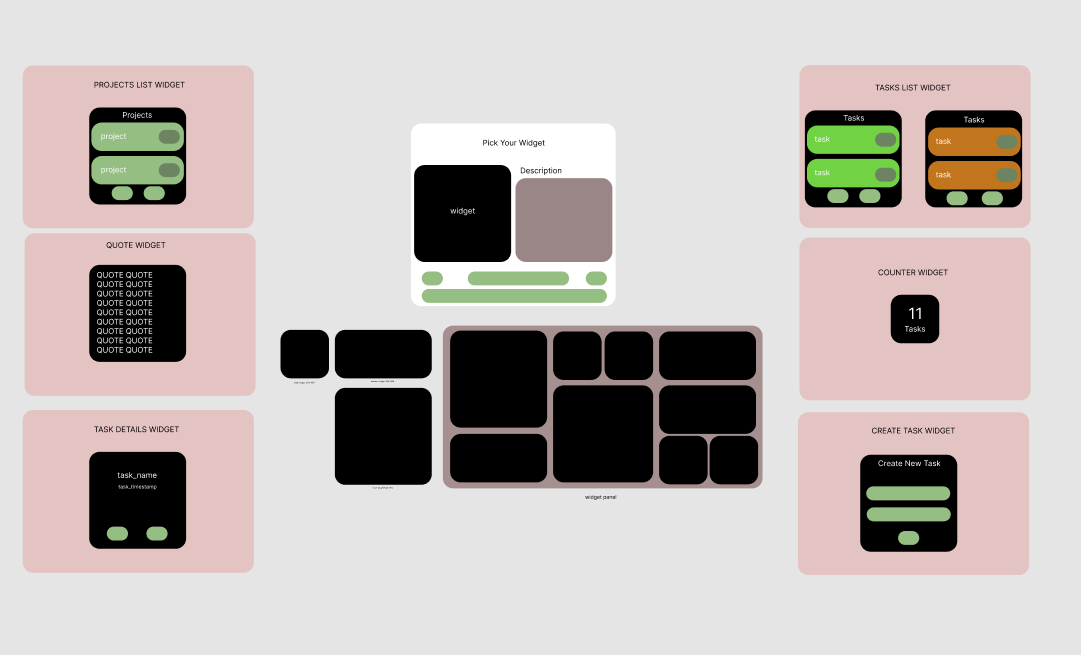 PROJECTS LIST WIDGET
Projects
project
project
QUOTE WIDGET
QUOTE QUOTE
QUOTE QUOTE
QUOTE QUOTE
QUOTE QUOTE
QUOTE QUOTE
QUOTE QUOTE
QUOTE QUOTE
QUOTE QUOTE
QUOTE QUOTE
TASK DETAILS WIDGET
task_name
task_timestamp
Pick Your Widget
Description
widget
widget panel
TASKS LIST WIDGET
Tasks
task
task
Tasks
task
task
COUNTER WIDGET
11
Tasks
CREATE TASK WIDGET
Create New Task